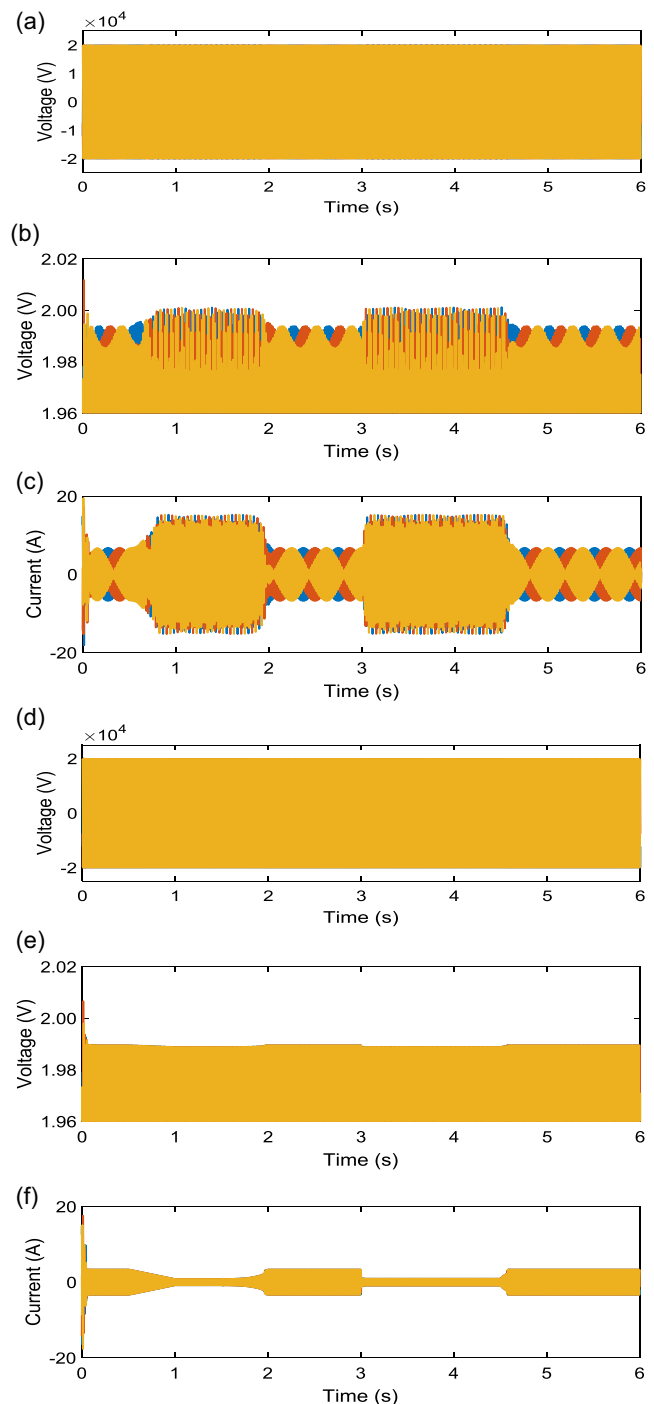 (a)
×10⁴
Voltage (V)
2
1
0
-1
-2
0 1 2 3 4 5 6
Time (s)
(b)
Voltage (V)
2.02
2.00
1.98
1.96
0 1 2 3 4 5 6
Time (s)
(c)
Current (A)
20
0
-20
0 1 2 3 4 5 6
Time (s)
(d)
×10⁴
Voltage (V)
2
0
-2
0 1 2 3 4 5 6
Time (s)
(e)
Voltage (V)
2.02
2.00
1.98
1.96
0 1 2 3 4 5 6
Time (s)
(f)
Current (A)
20
0
-20
0 1 2 3 4 5 6
Time (s)